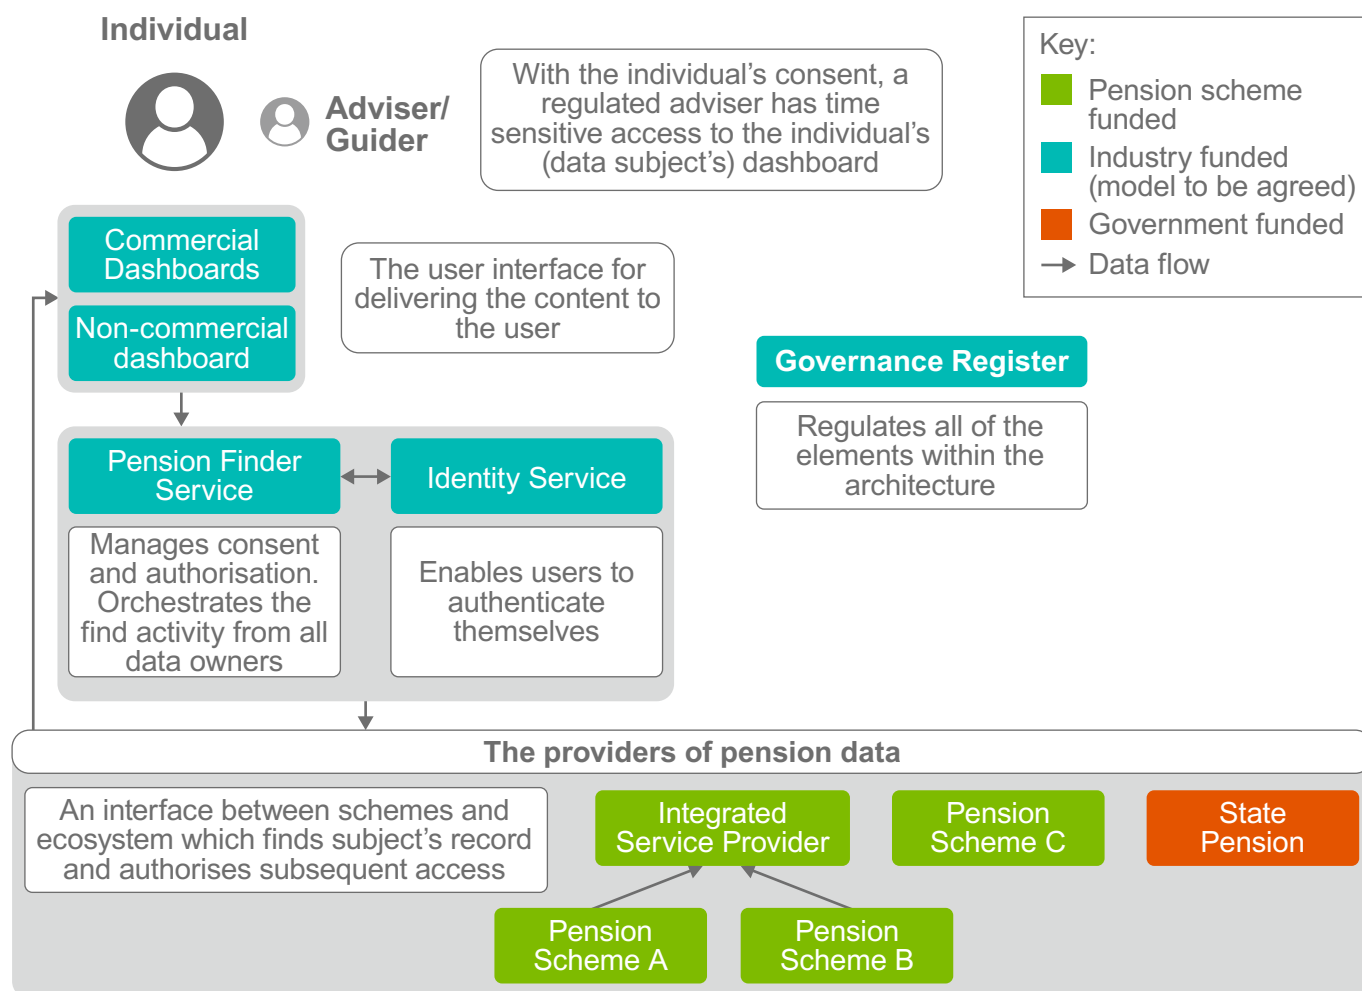 Individual
Adviser/
Guider
With the individual’s consent, a
regulated adviser has time
sensitive access to the individual’s
(data subject’s) dashboard
Key:
Pension scheme
funded
Industry funded
(model to be agreed)
Government funded
Data flow
Commercial
Dashboards
Non-commercial
dashboard
The user interface for
delivering the content to
the user
Governance Register
Regulates all of the
elements within the
architecture
Pension Finder
Service
Identity Service
Manages consent
and authorisation.
Orchestrates the
find activity from all
data owners
Enables users to
authenticate
themselves
The providers of pension data
An interface between schemes and
ecosystem which finds subject’s record
and authorises subsequent access
Integrated
Service Provider
Pension
Scheme C
State
Pension
Pension
Scheme A
Pension
Scheme B